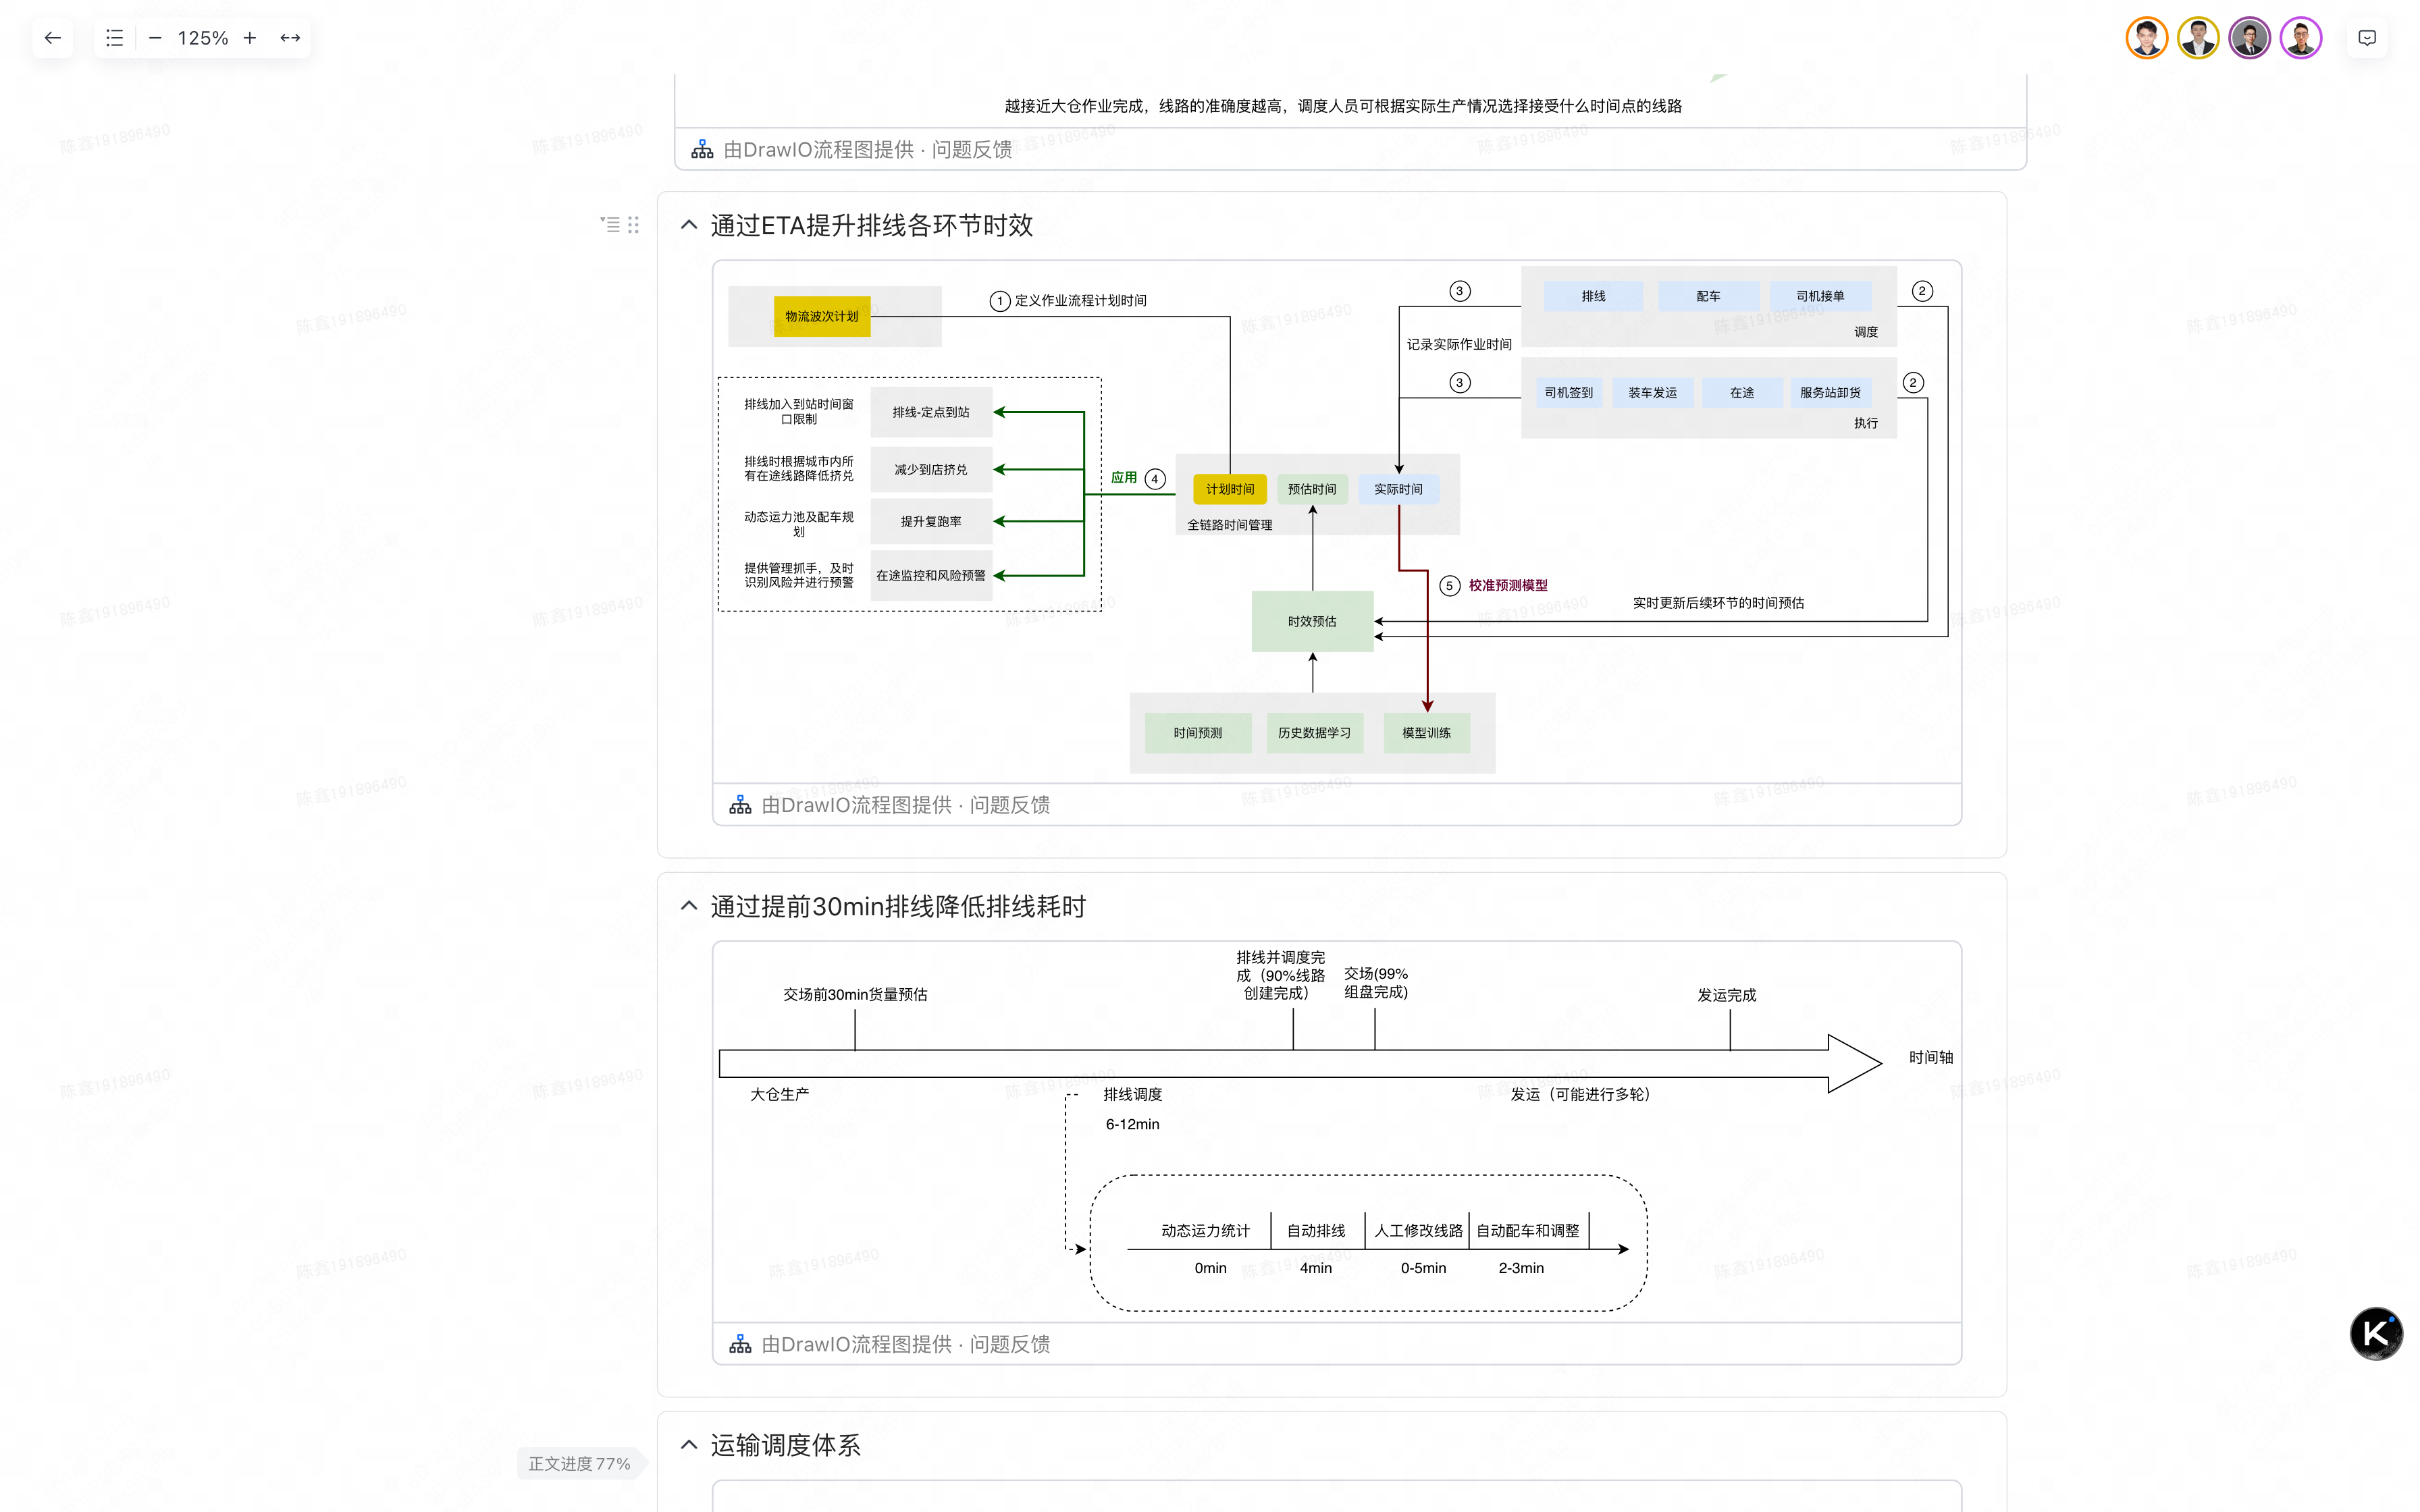 125%
越接近大仓作业完成，线路的准确度越高，调度人员可根据实际生产情况选择接受什么时间点的线路
由DrawIO流程图提供 · 问题反馈
通过ETA提升排线各环节时效
物流波次计划
1 定义作业流程计划时间
3
排线
配车
司机接单
2
调度
记录实际作业时间
3
司机签到
装车发运
在途
服务站卸货
2
执行
排线加入到站时间窗
口限制
排线-定点到站
排线时根据城市内所
有在途线路降低挤兑
减少到店挤兑
动态运力池及配车规
划
提升复跑率
提供管理抓手，及时
识别风险并进行预警
在途监控和风险预警
应用 4
计划时间
预估时间
实际时间
全链路时间管理
5 校准预测模型
实时更新后续环节的时间预估
时效预估
时间预测
历史数据学习
模型训练
由DrawIO流程图提供 · 问题反馈
通过提前30min排线降低排线耗时
交场前30min货量预估
排线并调度完
成（90%线路
创建完成）
交场(99%
组盘完成)
发运完成
时间轴
大仓生产
排线调度
6-12min
发运（可能进行多轮）
动态运力统计
自动排线
人工修改线路
自动配车和调整
0min
4min
0-5min
2-3min
由DrawIO流程图提供 · 问题反馈
运输调度体系
正文进度 77%
K
陈鑫191896490